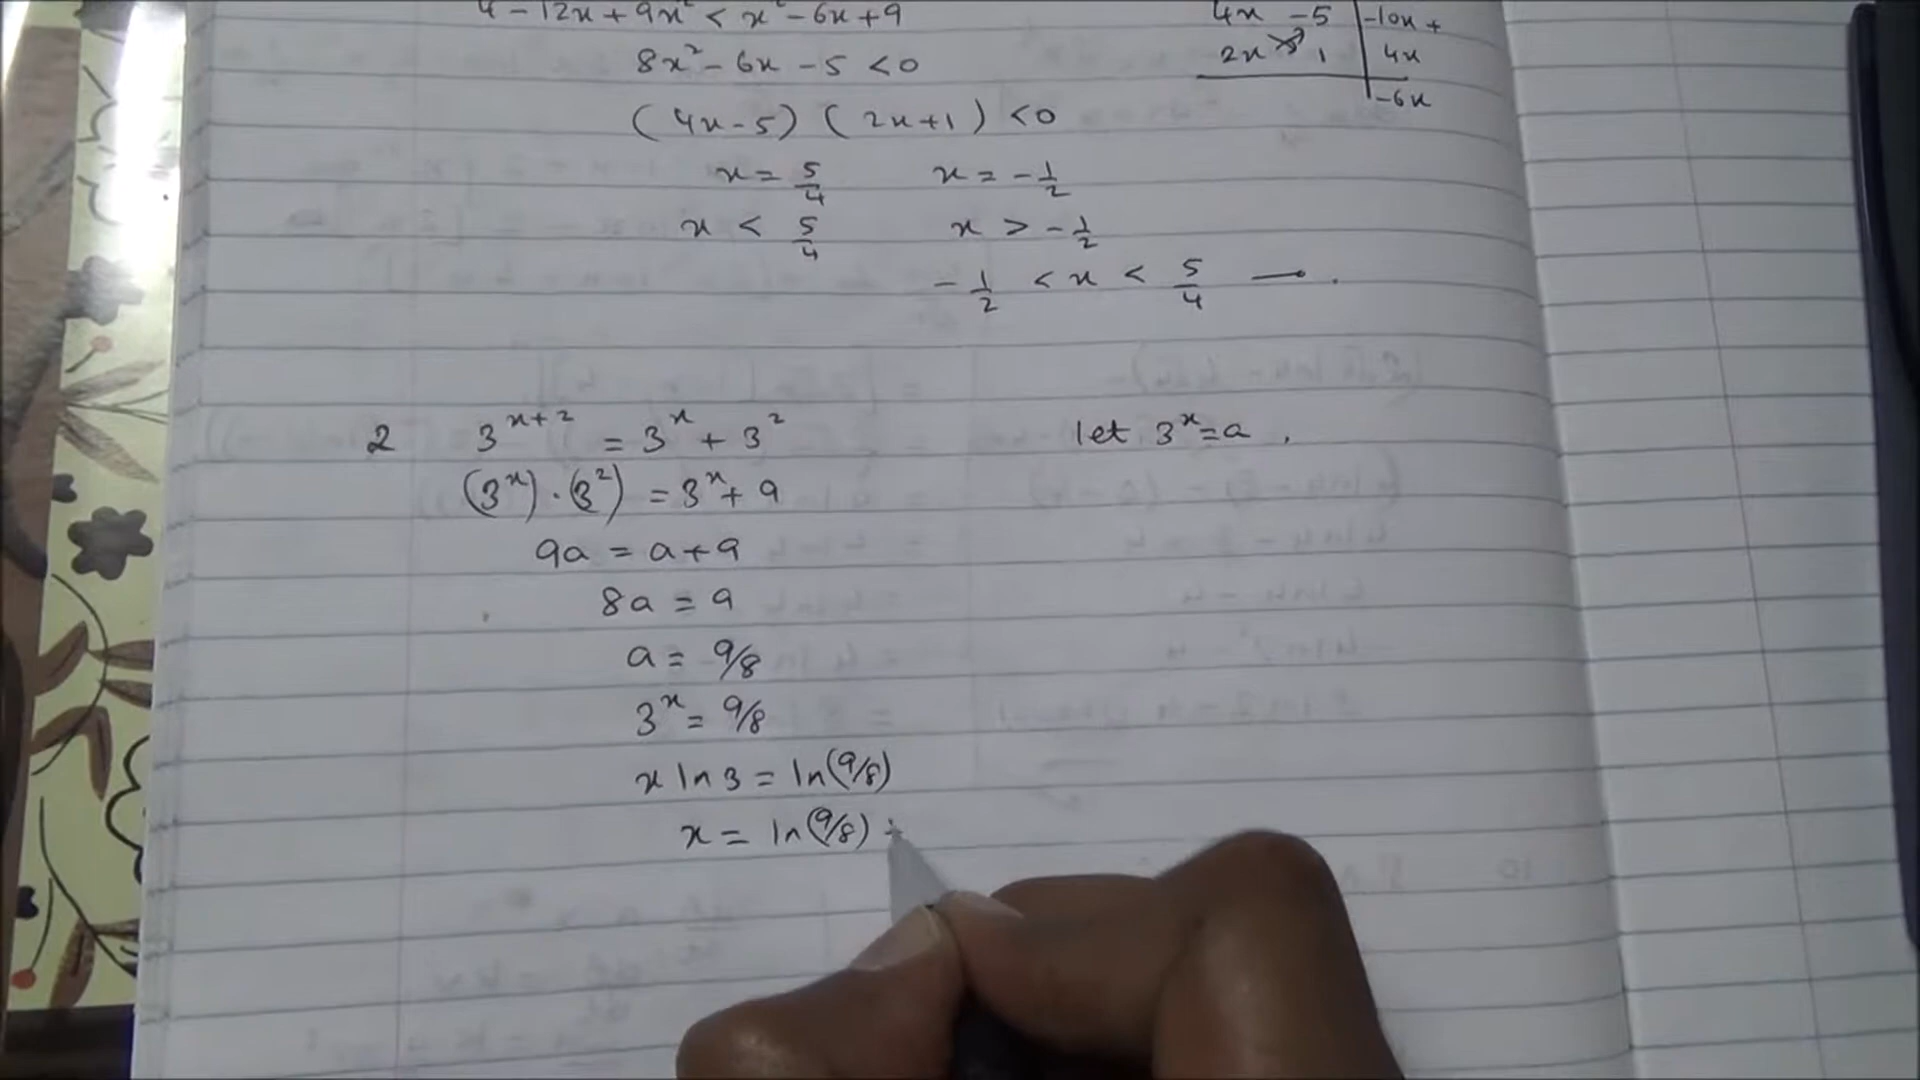 4 - 12x + 9x² < x² - 6x + 9
8x² - 6x - 5 < 0
(4x - 5) (2x + 1) < 0
x = 5/4 x = -1/2
x < 5/4 x > -1/2
-1/2 < x < 5/4
4x -5 | -10x +
2x 1 | 4x
-6x
2 3^(x+2) = 3^x + 3² let 3^x = a.
(3^x) · (3²) = 3^x + 9
9a = a + 9
8a = 9
a = 9/8
3^x = 9/8
x ln 3 = ln(9/8)
x = ln(9/8)